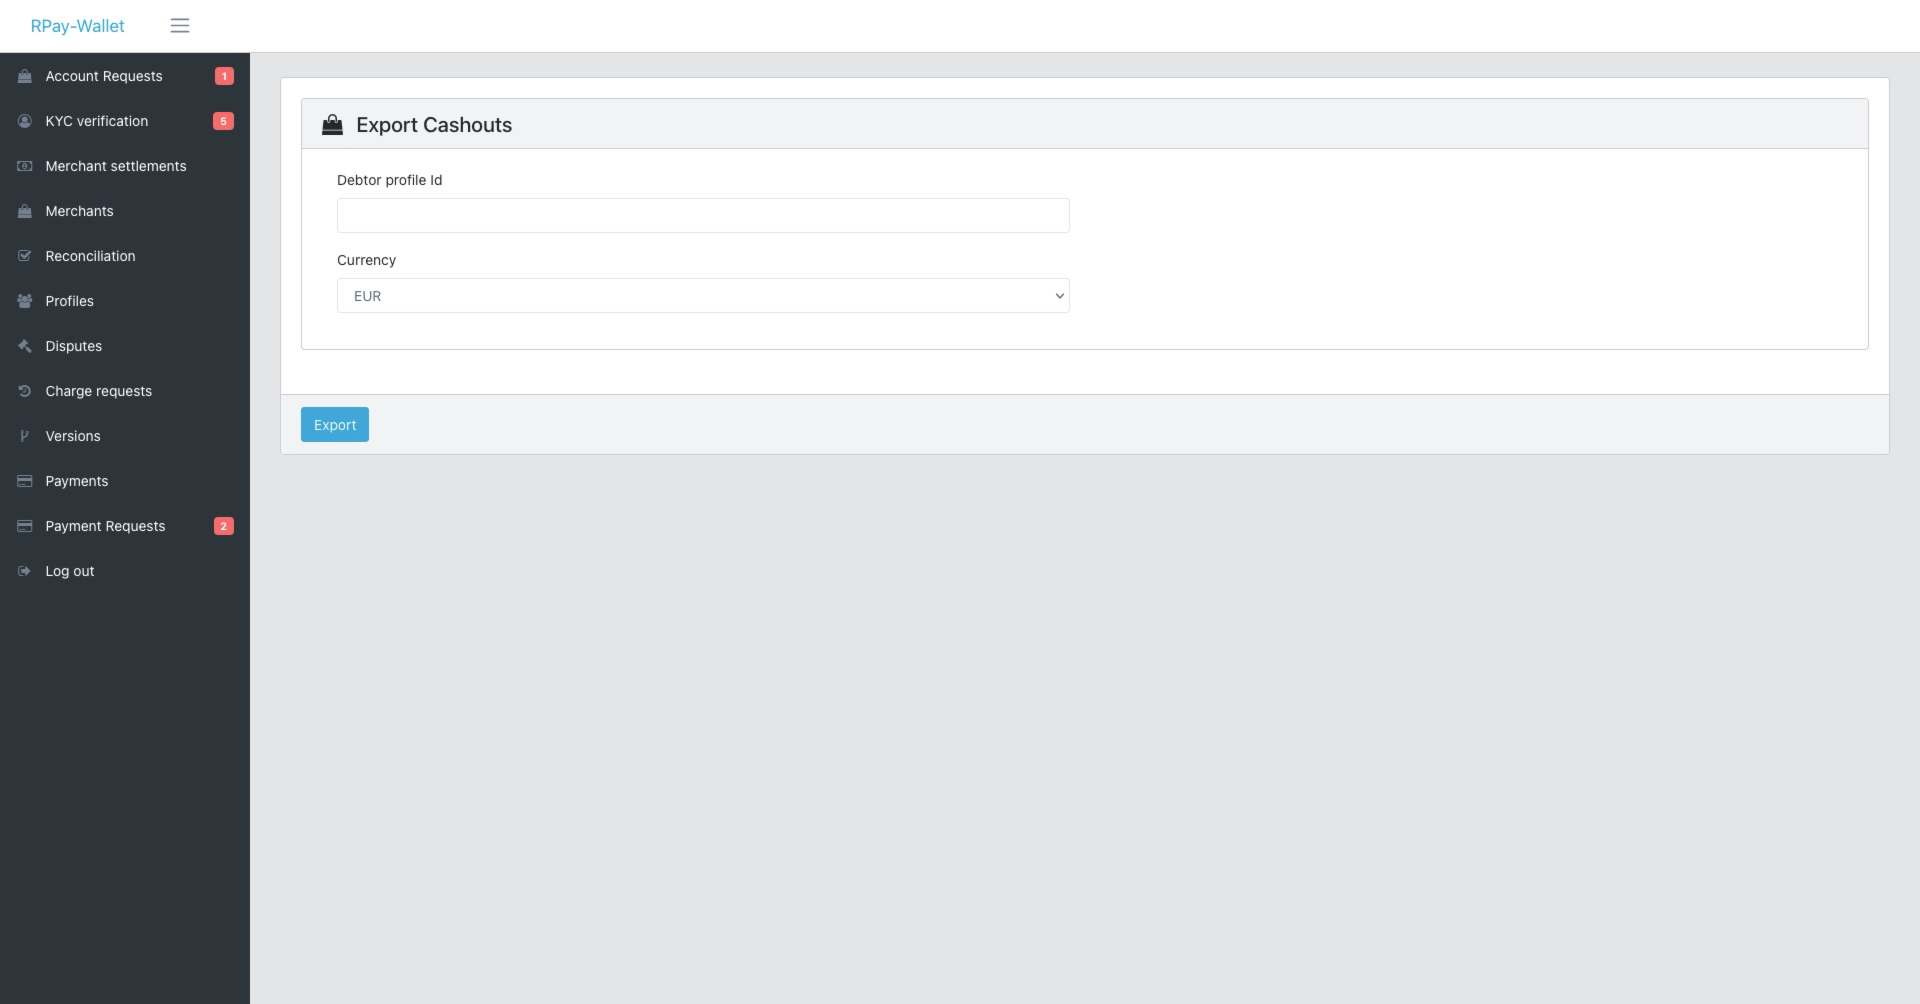 RPay-Wallet
Account Requests 1
KYC verification 5
Merchant settlements
Merchants
Reconciliation
Profiles
Disputes
Charge requests
Versions
Payments
Payment Requests 2
Log out
Export Cashouts
Debtor profile Id
Currency
EUR
Export